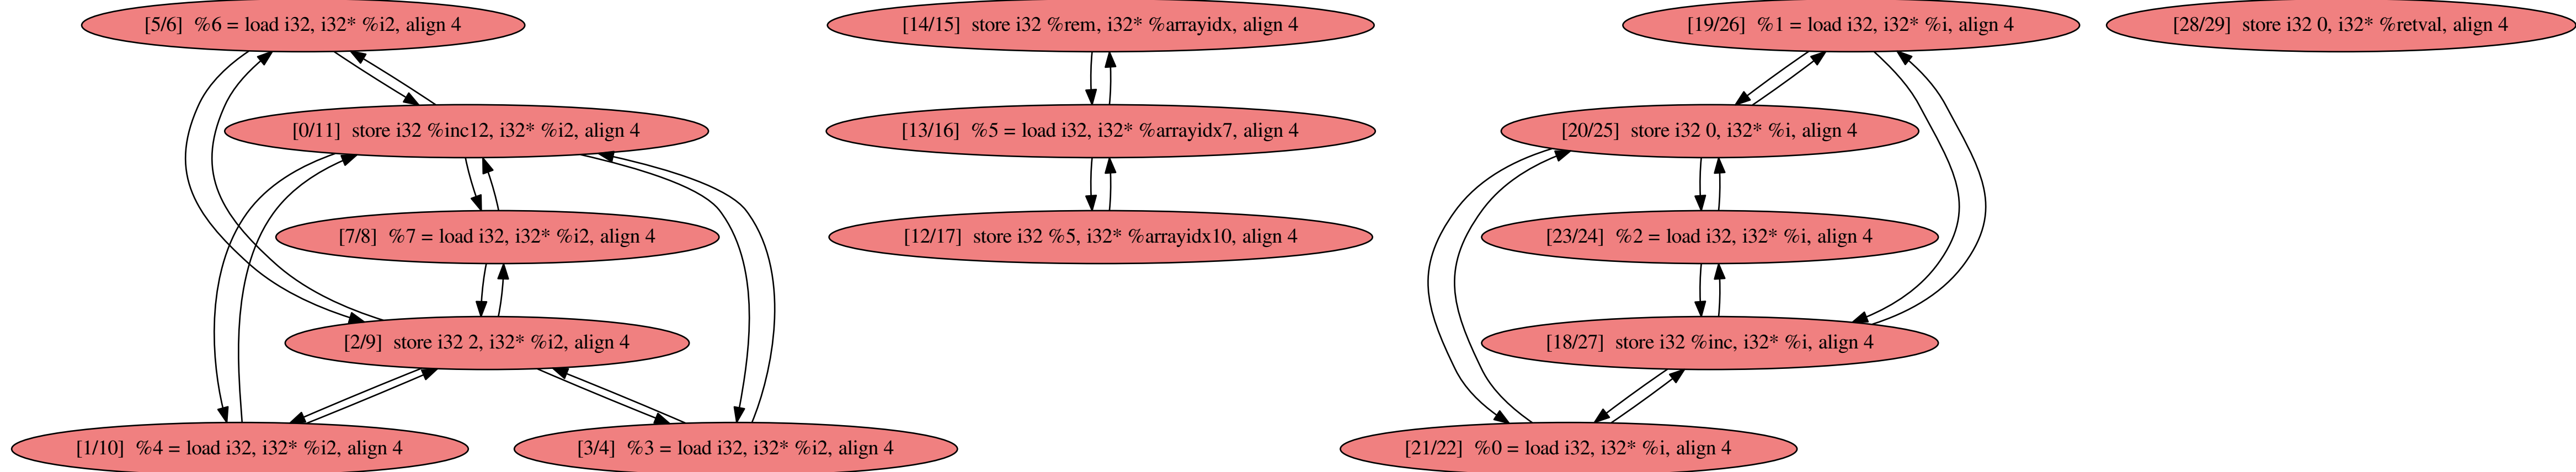 [5/6]  %6 = load i32, i32* %i2, align 4
[14/15]  store i32 %rem, i32* %arrayidx, align 4
[19/26]  %1 = load i32, i32* %i, align 4
[28/29]  store i32 0, i32* %retval, align 4
[0/11]  store i32 %inc12, i32* %i2, align 4
[13/16]  %5 = load i32, i32* %arrayidx7, align 4
[20/25]  store i32 0, i32* %i, align 4
[7/8]  %7 = load i32, i32* %i2, align 4
[12/17]  store i32 %5, i32* %arrayidx10, align 4
[23/24]  %2 = load i32, i32* %i, align 4
[2/9]  store i32 2, i32* %i2, align 4
[18/27]  store i32 %inc, i32* %i, align 4
[1/10]  %4 = load i32, i32* %i2, align 4
[3/4]  %3 = load i32, i32* %i2, align 4
[21/22]  %0 = load i32, i32* %i, align 4